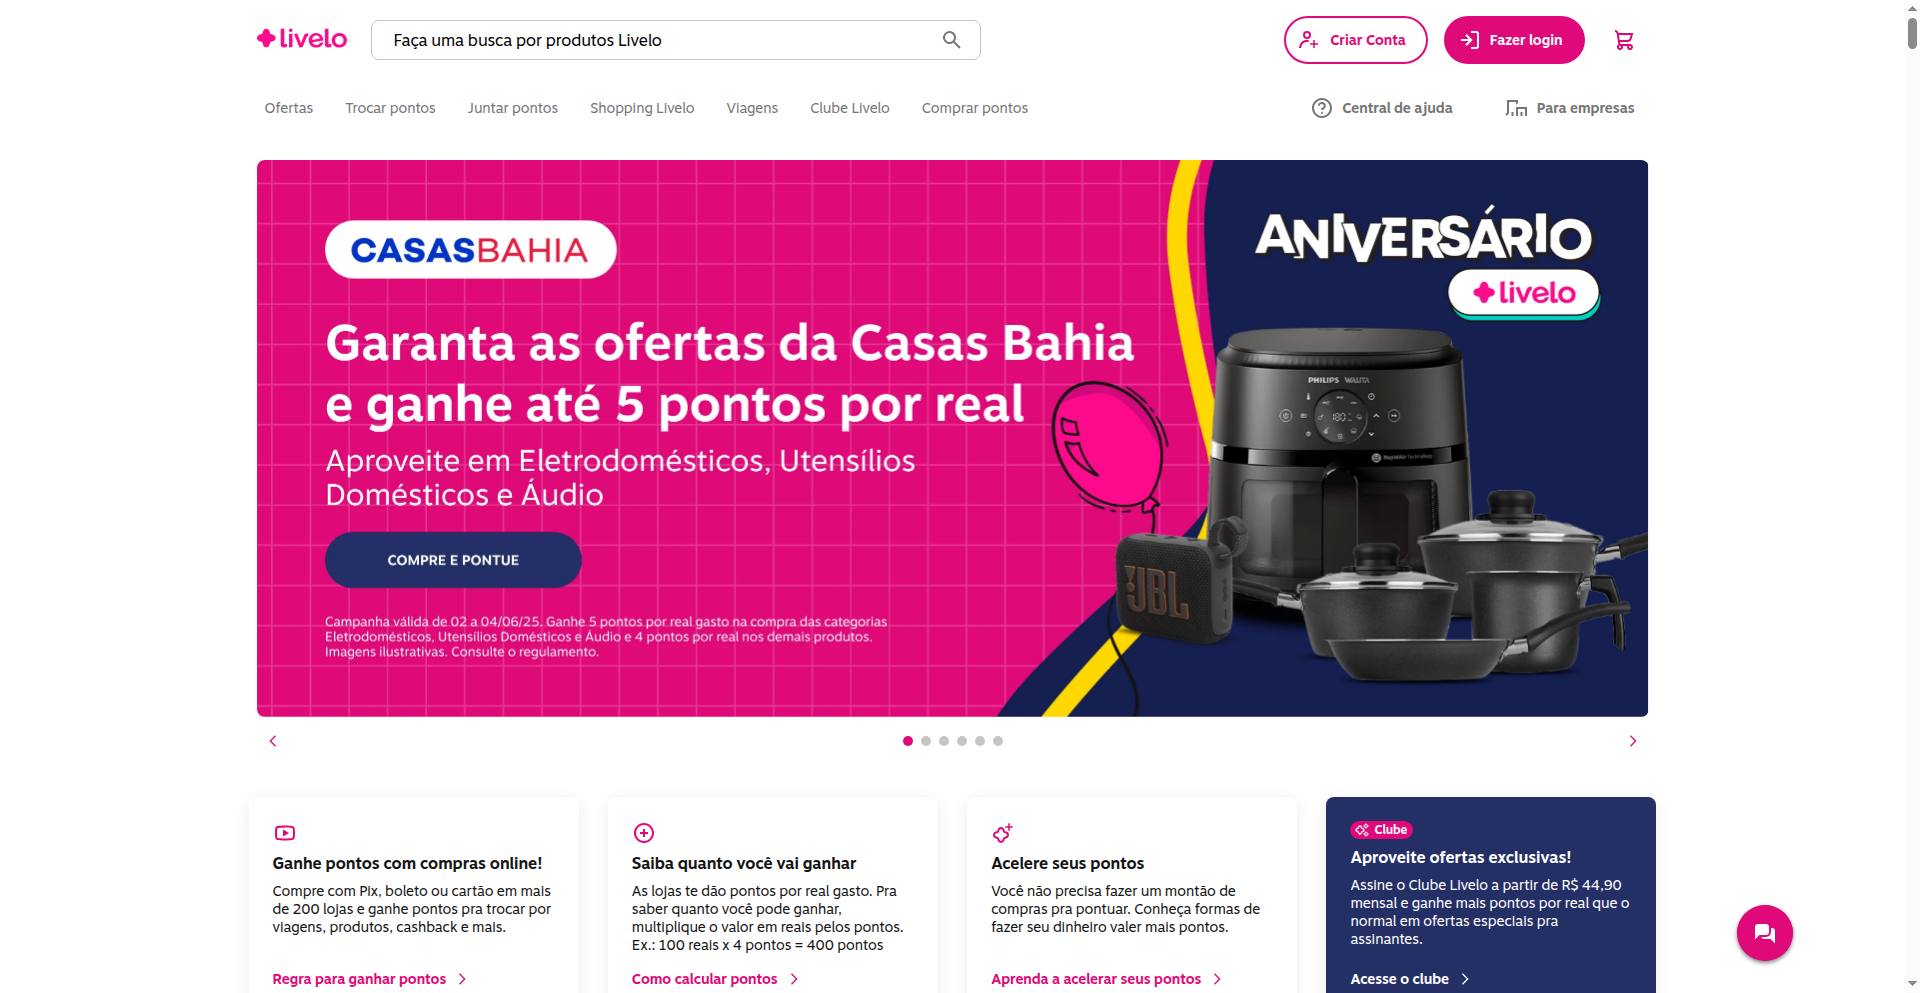 livelo
Faça uma busca por produtos Livelo
Criar Conta
Fazer login
Ofertas
Trocar pontos
Juntar pontos
Shopping Livelo
Viagens
Clube Livelo
Comprar pontos
Central de ajuda
Para empresas
CASASBAHIA
ANIVERSÁRIO
livelo
Garanta as ofertas da Casas Bahia
e ganhe até 5 pontos por real
Aproveite em Eletrodomésticos, Utensílios
Domésticos e Áudio
COMPRE E PONTUE
Campanha válida de 02 a 04/06/25. Ganhe 5 pontos por real gasto na compra das categorias
Eletrodomésticos, Utensílios Domésticos e Áudio e 4 pontos por real nos demais produtos.
Imagens ilustrativas. Consulte o regulamento.
PHILIPS WALITA
180
RapidAir Technology
JBL
Ganhe pontos com compras online!
Compre com Pix, boleto ou cartão em mais
de 200 lojas e ganhe pontos pra trocar por
viagens, produtos, cashback e mais.
Regra para ganhar pontos
Saiba quanto você vai ganhar
As lojas te dão pontos por real gasto. Pra
saber quanto você pode ganhar,
multiplique o valor em reais pelos pontos.
Ex.: 100 reais x 4 pontos = 400 pontos
Como calcular pontos
Acelere seus pontos
Você não precisa fazer um montão de
compras pra pontuar. Conheça formas de
fazer seu dinheiro valer mais pontos.
Aprenda a acelerar seus pontos
Clube
Aproveite ofertas exclusivas!
Assine o Clube Livelo a partir de R$ 44,90
mensal e ganhe mais pontos por real que o
normal em ofertas especiais pra
assinantes.
Acesse o clube